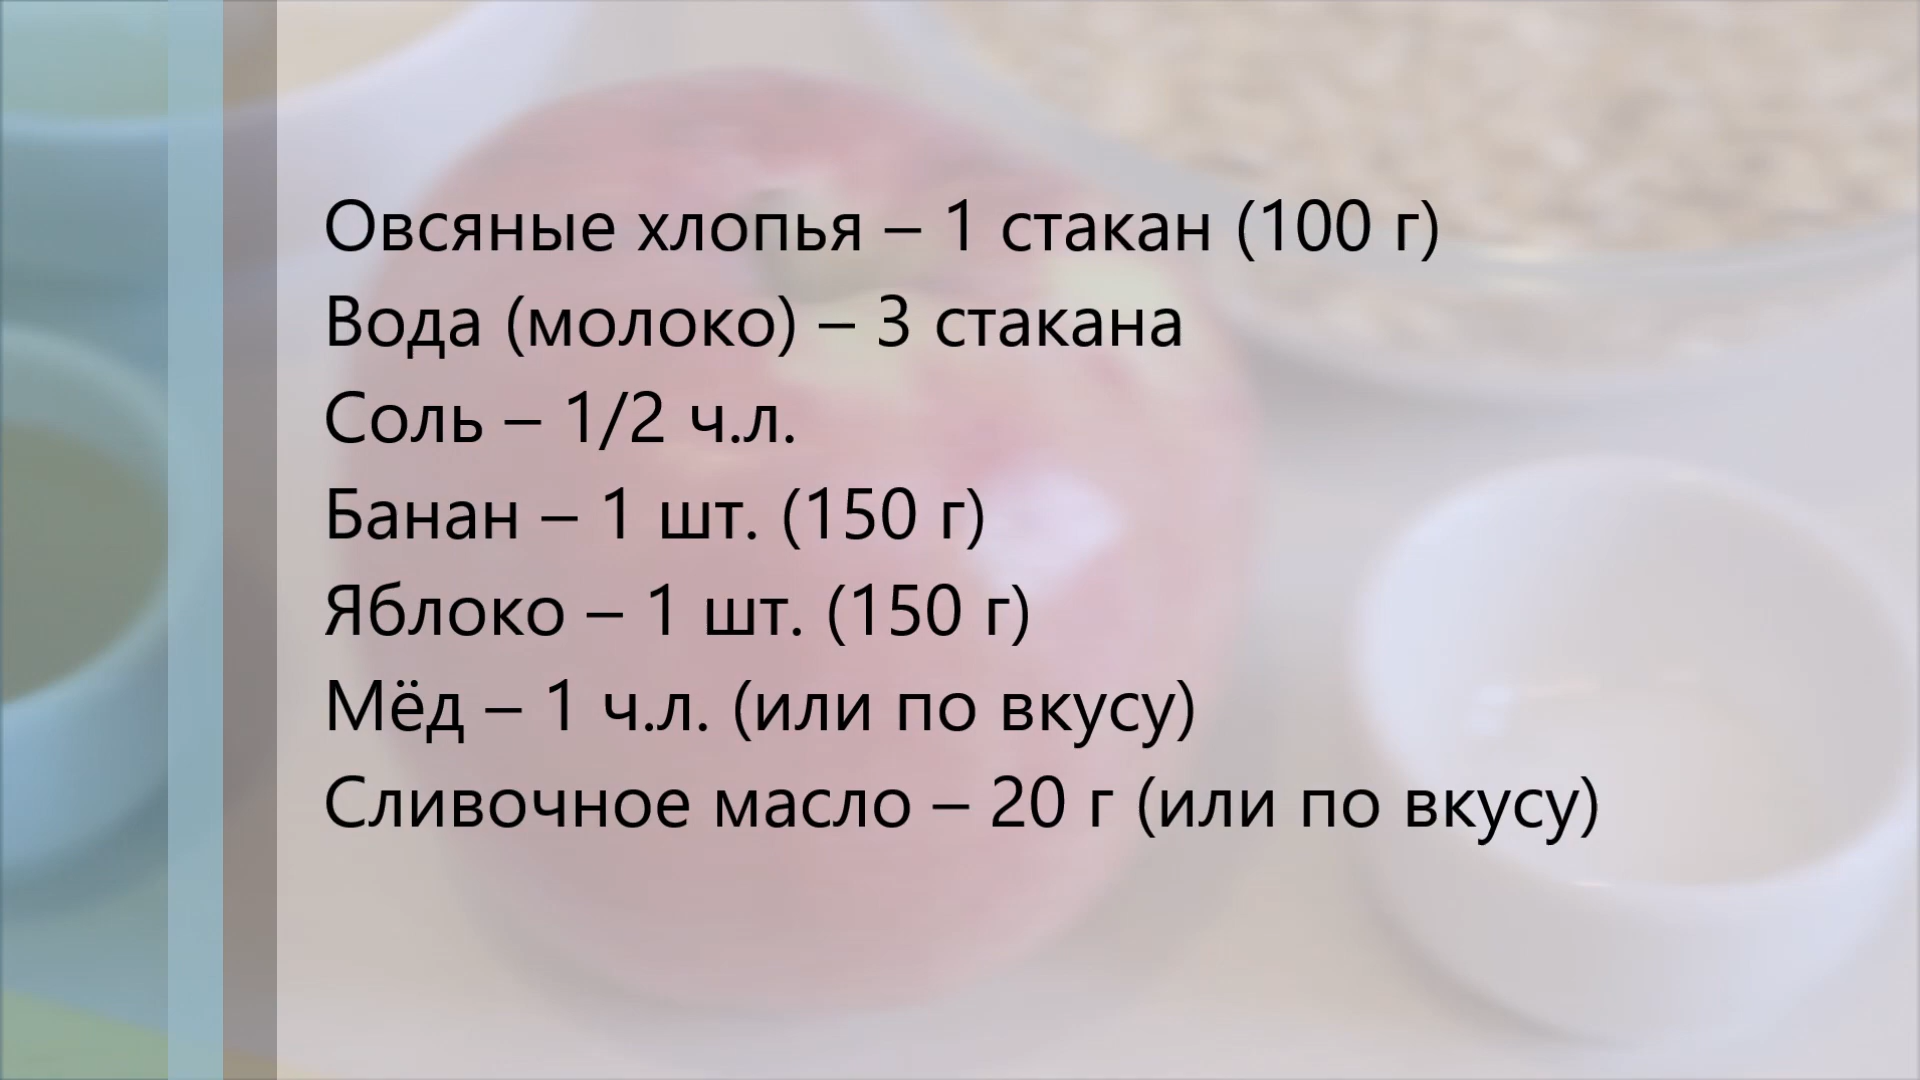 Овсяные хлопья – 1 стакан (100 г)
Вода (молоко) – 3 стакана
Соль – 1/2 ч.л.
Банан – 1 шт. (150 г)
Яблоко – 1 шт. (150 г)
Мёд – 1 ч.л. (или по вкусу)
Сливочное масло – 20 г (или по вкусу)